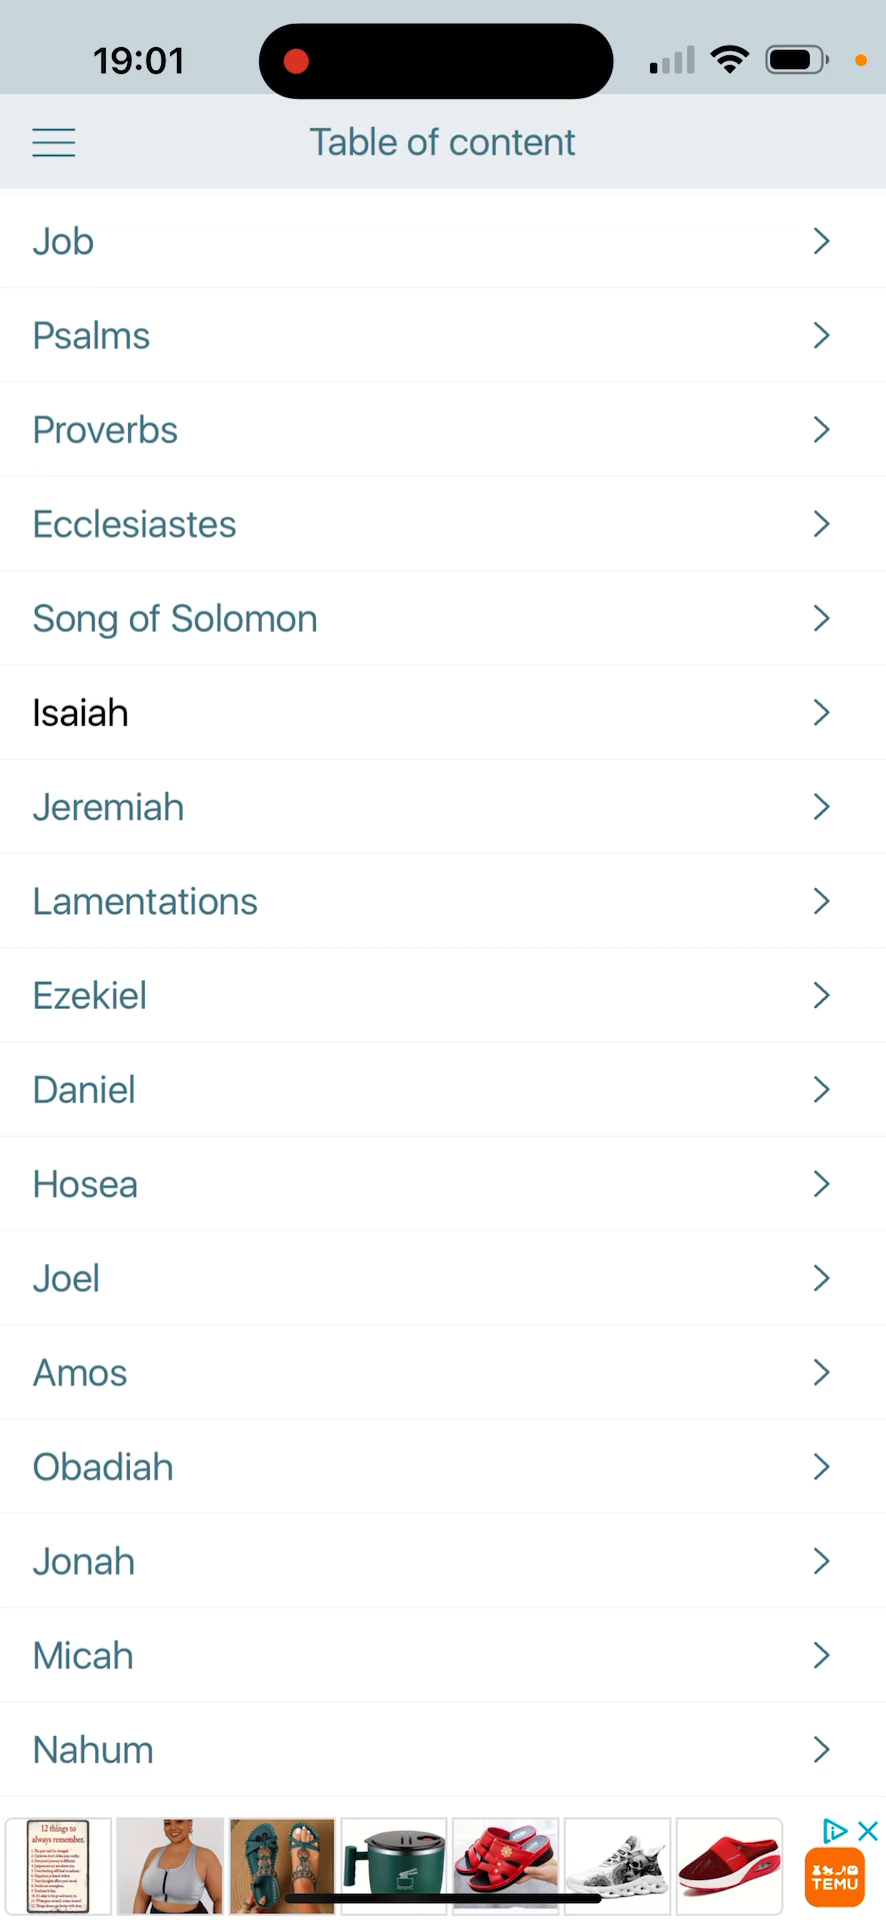 19:01
Table of content
Job
Psalms
Proverbs
Ecclesiastes
Song of Solomon
Isaiah
Jeremiah
Lamentations
Ezekiel
Daniel
Hosea
Joel
Amos
Obadiah
Jonah
Micah
Nahum
12 things to
always remember.
TEMU